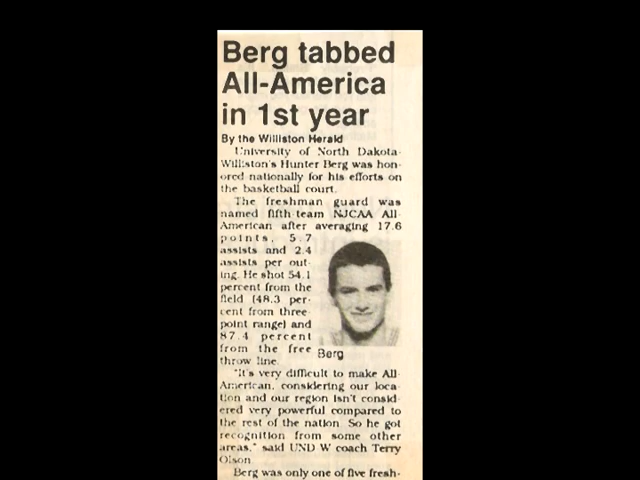 Berg tabbed
All-America
in 1st year
By the Williston Herald
University of North Dakota-
Williston's Hunter Berg was hon-
ored nationally for his efforts on
the basketball court.
The freshman guard was
named fifth-team NJCAA All-
American after averaging 17.6
points, 5.7
assists and 2.4
assists per out-
ing. He shot 54.1
percent from the
field (48.3 per-
cent from three-
point range) and
87.4 percent
from the free
throw line.
Berg
"It's very difficult to make All-
American, considering our loca-
tion and our region isn't consid-
ered very powerful compared to
the rest of the nation. So he got
recognition from some other
areas," said UND W coach Terry
Olson.
Berg was only one of five fresh-